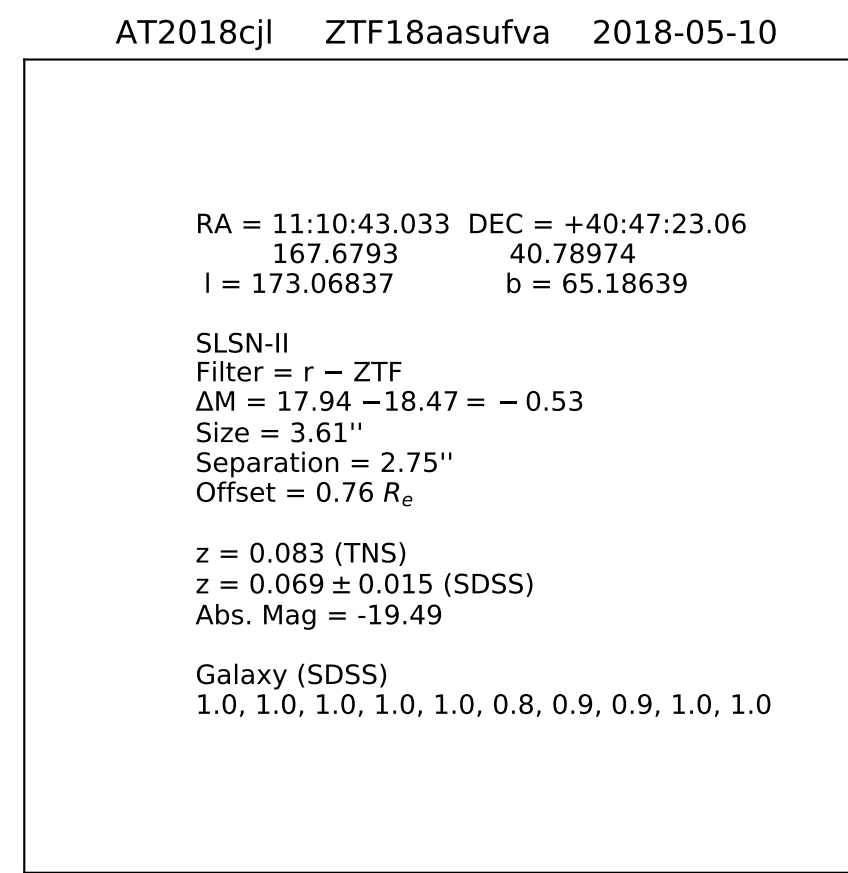 AT2018cjl ZTF18aasufva 2018-05-10
RA = 11:10:43.033 DEC = +40:47:23.06
167.6793 40.78974
l = 173.06837 b = 65.18639
SLSN-II
Filter = r − ZTF
ΔM = 17.94 −18.47 = − 0.53
Size = 3.61''
Separation = 2.75''
Offset = 0.76 Rₑ
z = 0.083 (TNS)
z = 0.069 ± 0.015 (SDSS)
Abs. Mag = -19.49
Galaxy (SDSS)
1.0, 1.0, 1.0, 1.0, 1.0, 0.8, 0.9, 0.9, 1.0, 1.0